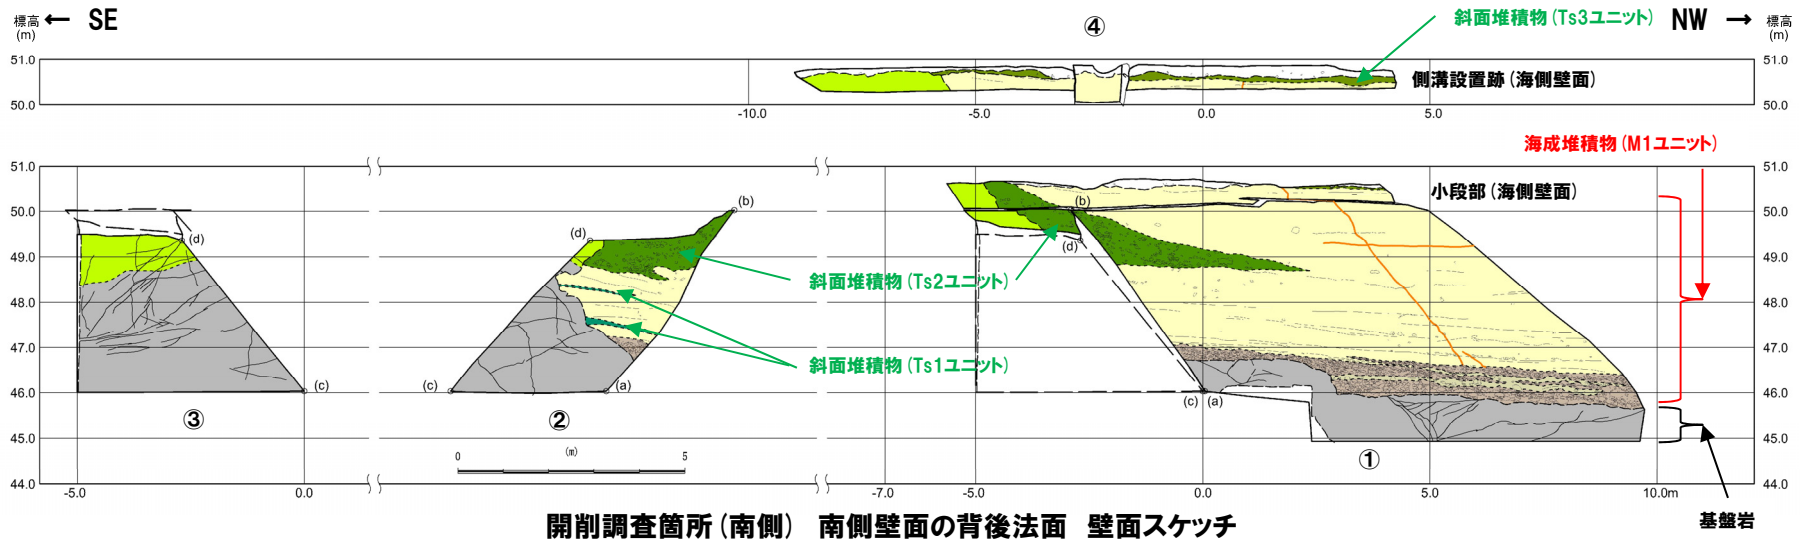 標高 ← SE
(m)
④
斜面堆積物(Ts3ユニット)
NW → 標高
(m)
51.0
50.0
側溝設置跡(海側壁面)
51.0
50.0
-10.0 -5.0 0.0 5.0
海成堆積物(M1ユニット)
51.0
50.0
49.0
48.0
47.0
46.0
45.0
44.0
(d)
(c)
③
-5.0 0.0
(b)
(d)
(c)
(a)
②
0 (m) 5
斜面堆積物(Ts2ユニット)
斜面堆積物(Ts1ユニット)
小段部(海側壁面)
(b)
(d)
(c) (a)
①
-7.0 -5.0 0.0 5.0 10.0m
51.0
50.0
49.0
48.0
47.0
46.0
45.0
44.0
基盤岩
開削調査箇所(南側) 南側壁面の背後法面 壁面スケッチ